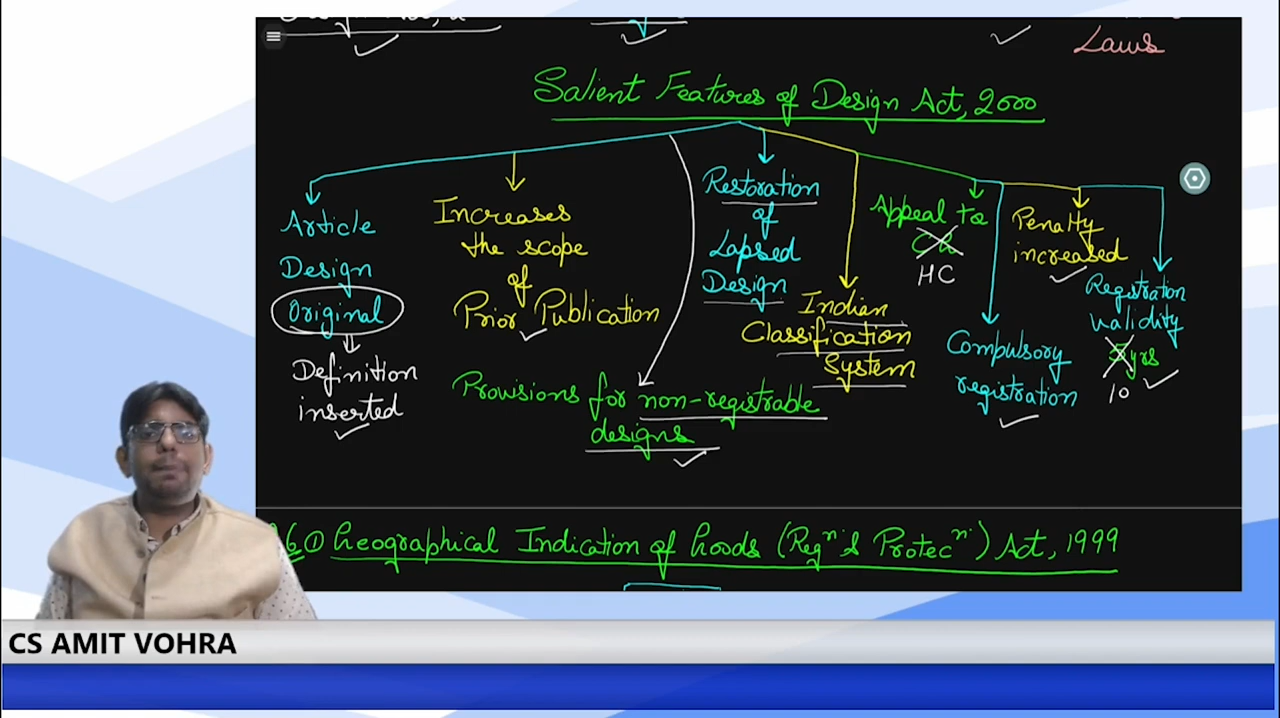 Laws
Salient Features of Design Act, 2000
Article
Design
Original
Definition
inserted
Increases
the scope
of
Prior Publication
Provisions for non-registrable
designs
Restoration
of
Lapsed
Design
Indian
Classification
System
Appeal to
HC
Compulsory
registration
Penalty
increased
Registration
validity
5yrs
10
Geographical Indication of Goods (Regⁿ & Protecⁿ) Act, 1999
CS AMIT VOHRA